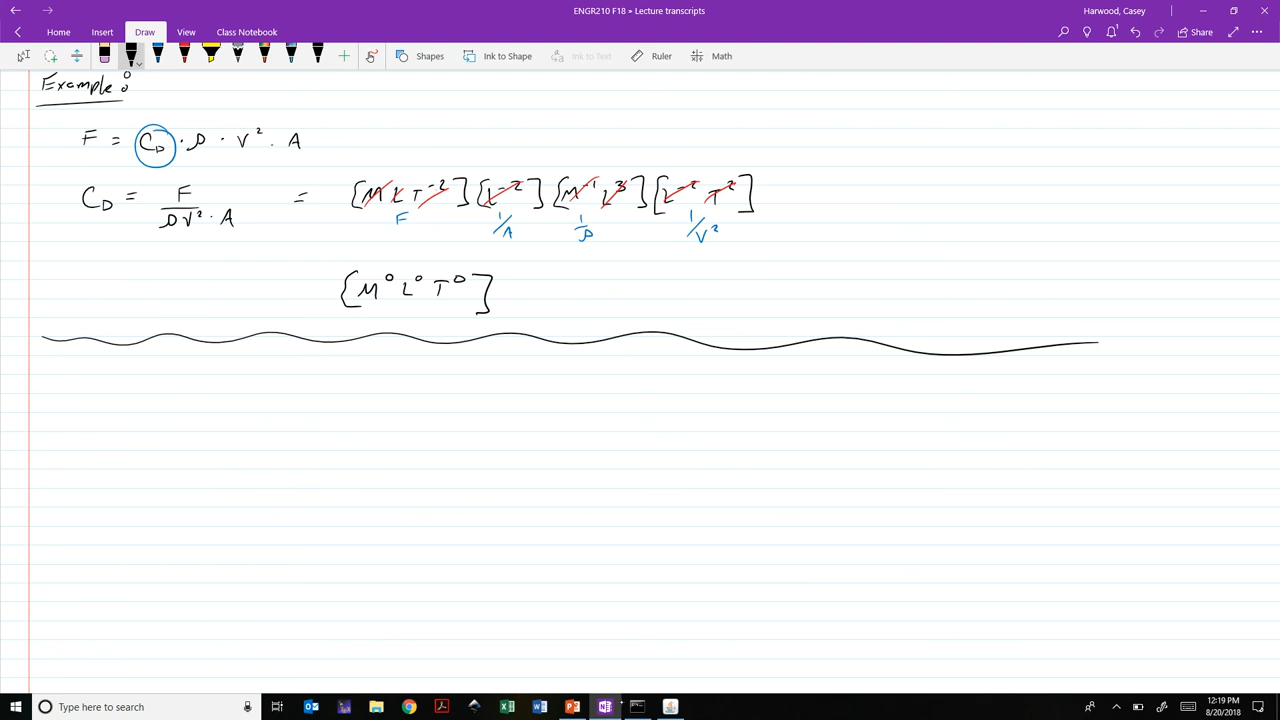 ENGR210 F18 » Lecture transcripts
Harwood, Casey
Home Insert Draw View Class Notebook
Share
Shapes Ink to Shape Ink to Text Ruler Math
Example:
F = C_D · ρ · V² · A
C_D = F / (ρV² · A) = [M L T⁻²] [L⁻²] [M⁻¹ L³] [L⁻² T²]
F 1/A 1/ρ 1/V²
[M⁰ L⁰ T⁰]
Type here to search
12:19 PM
8/20/2018